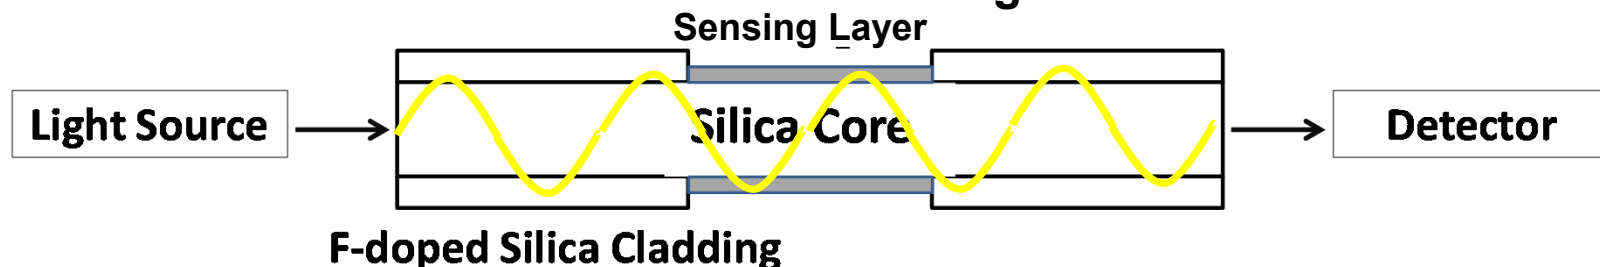 Sensing Layer
Light Source
Silica Core
Detector
F-doped Silica Cladding